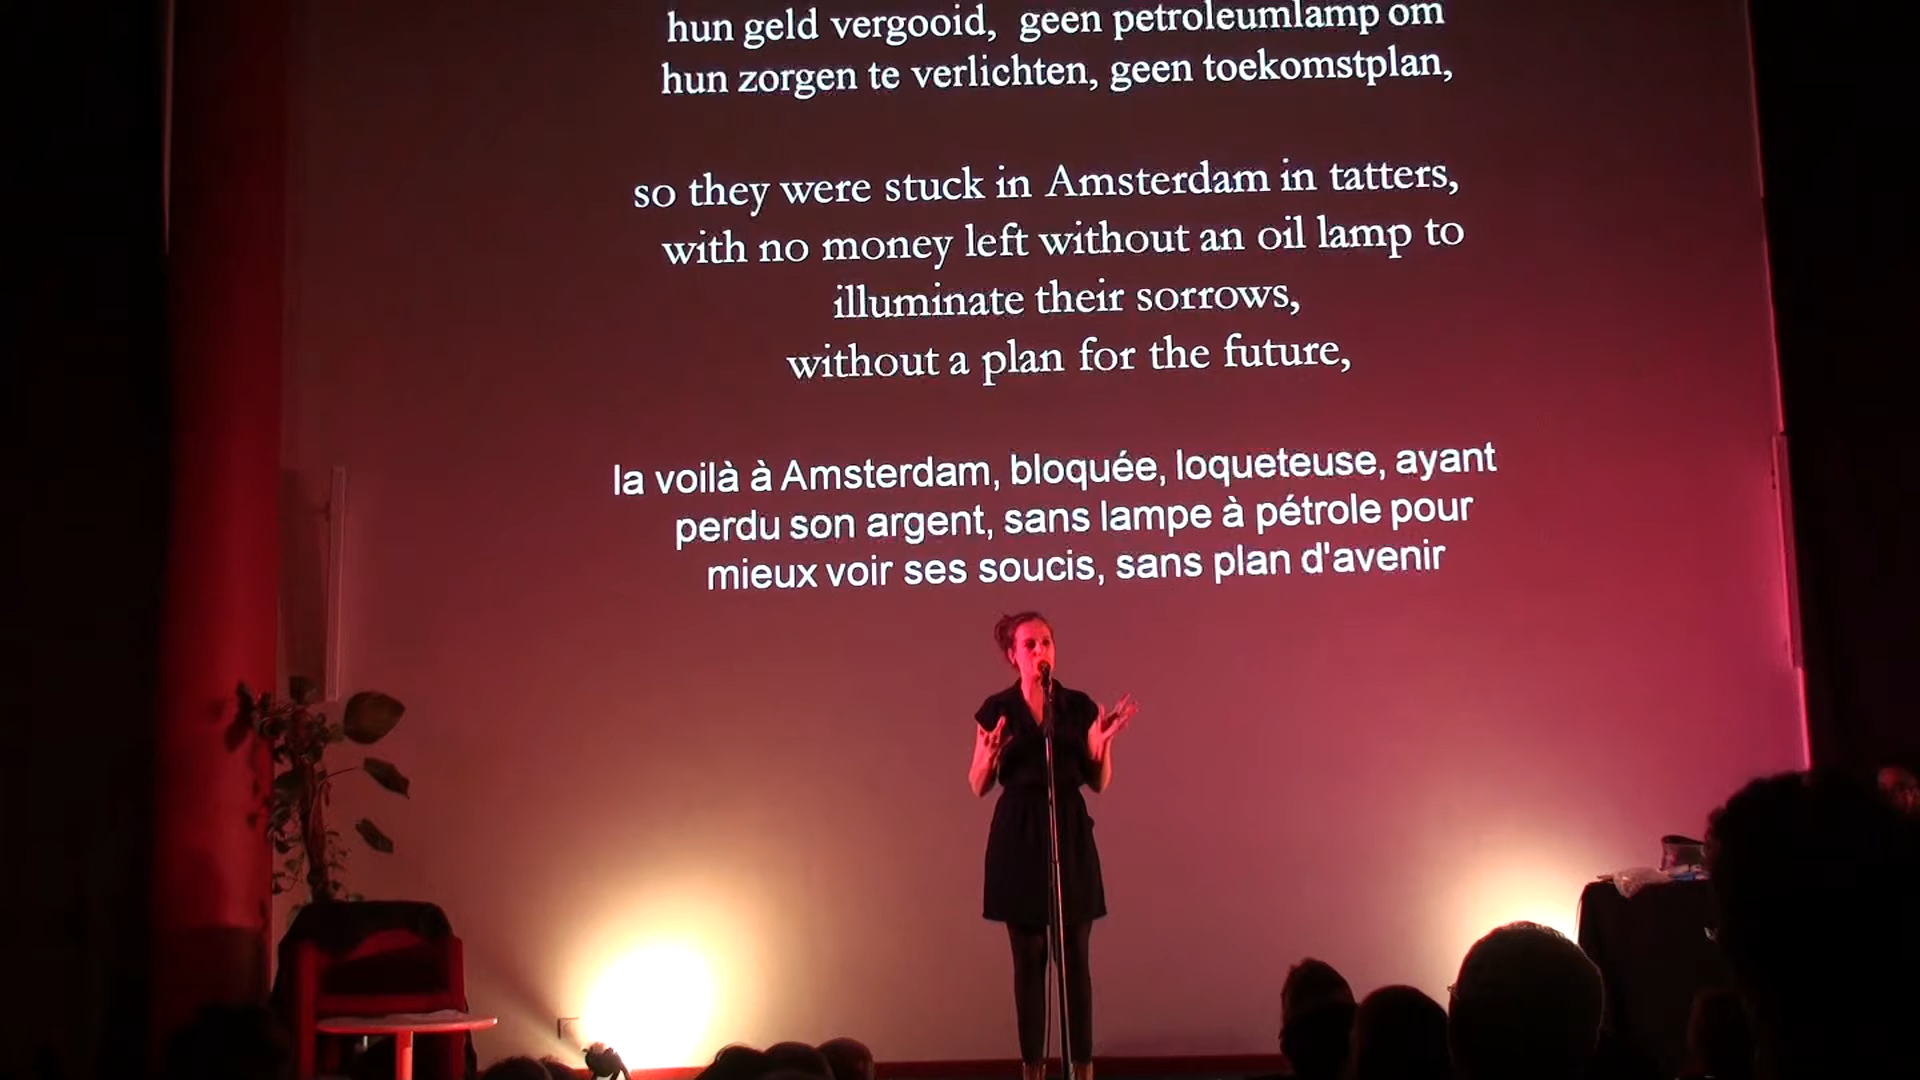 hun geld vergooid, geen petroleumlamp om
hun zorgen te verlichten, geen toekomstplan,
so they were stuck in Amsterdam in tatters,
with no money left without an oil lamp to
illuminate their sorrows,
without a plan for the future,
la voilà à Amsterdam, bloquée, loqueteuse, ayant
perdu son argent, sans lampe à pétrole pour
mieux voir ses soucis, sans plan d'avenir